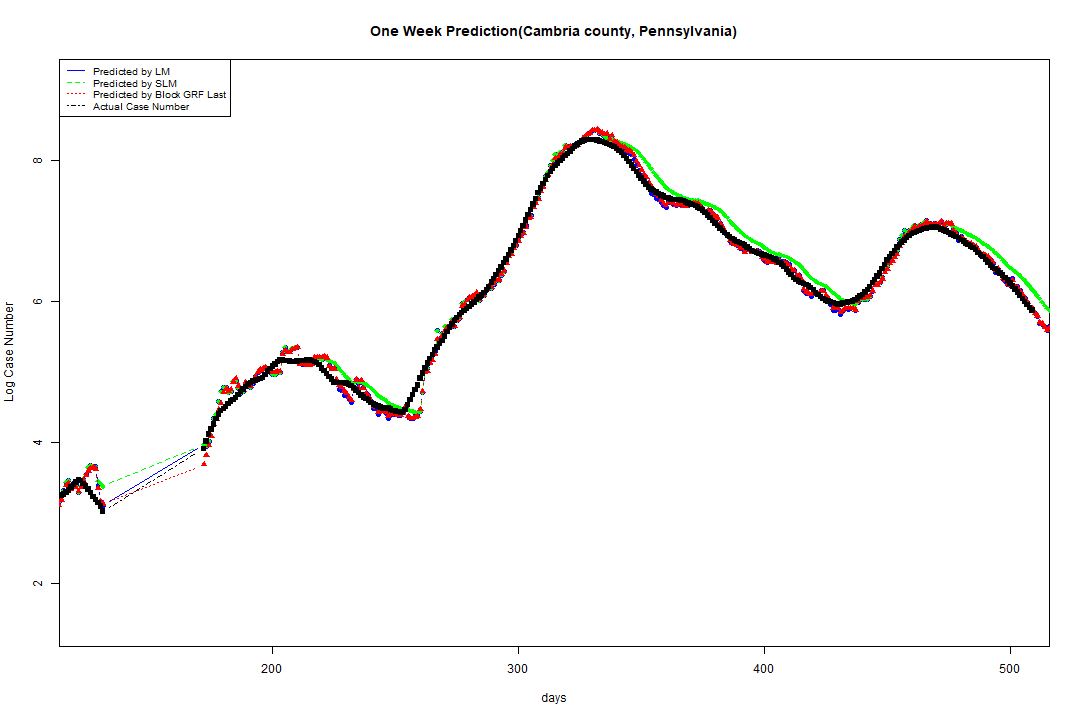 One Week Prediction(Cambria county, Pennsylvania)
Predicted by LM
Predicted by SLM
Predicted by Block GRF Last
Actual Case Number
8
6
4
2
Log Case Number
200
300
400
500
days